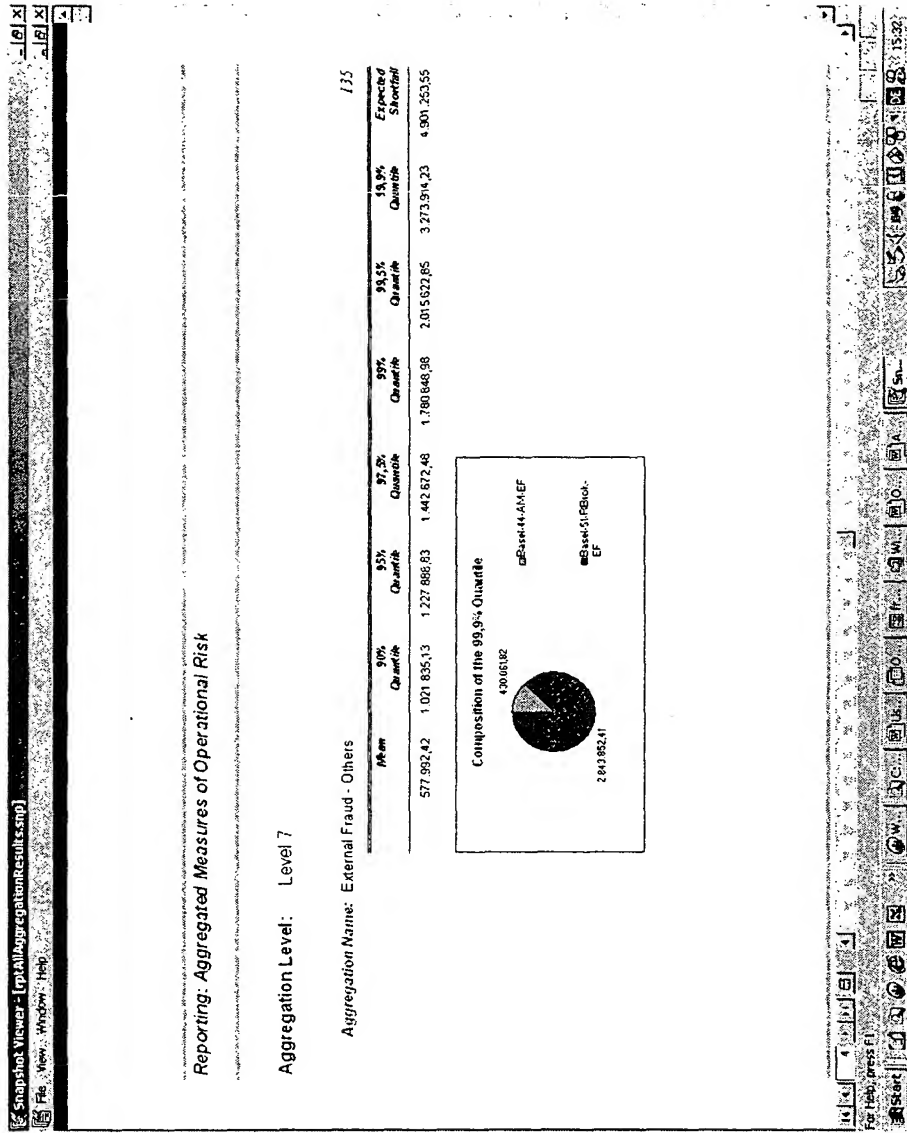 Snapshot Viewer - [rptAllAggregationResults.snp]
File View Window Help
Reporting: Aggregated Measures of Operational Risk
Aggregation Level: Level 7
Aggregation Name: External Fraud - Others
135
Mean 90% Quantile 95% Quantile 97,5% Quantile 99% Quantile 99,5% Quantile 99,9% Quantile Expected Shortfall
577.992,42 1.021.835,13 1.227.886,83 1.442.672,48 1.780.848,98 2.015.622,85 3.273.914,23 4.901.253,55
Composition of the 99,9% Quantile
430.061,82
2.843.852,41
Basel-44-AM-EF
EF
4
For Help, press F1
Start
DE
15:32